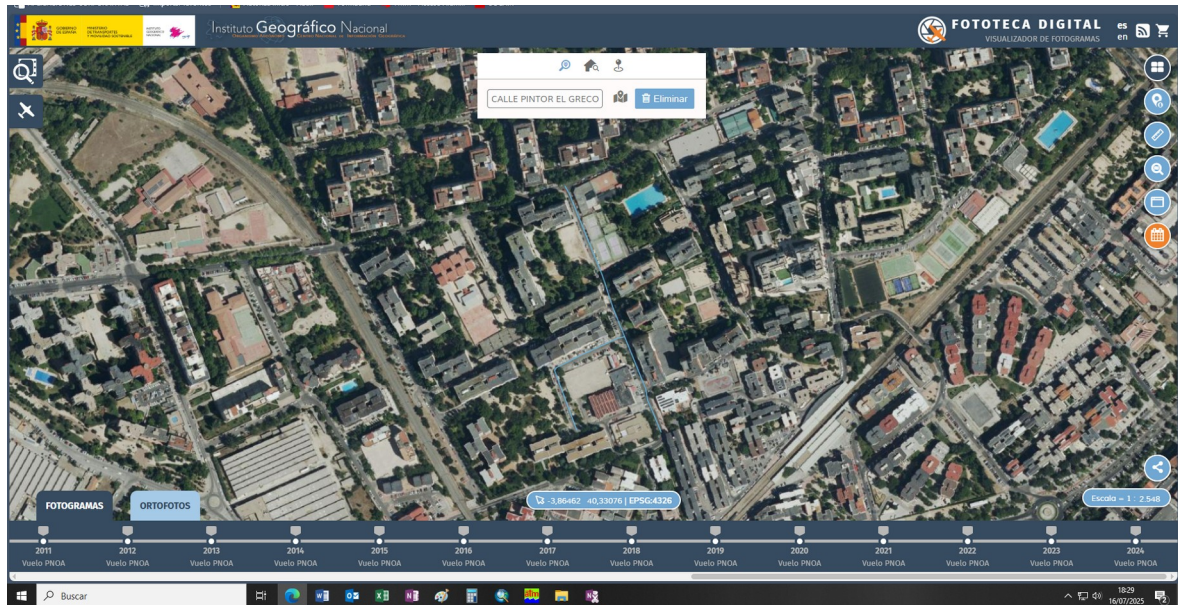 GOBIERNO
DE ESPAÑA
MINISTERIO
DE TRANSPORTES
Y MOVILIDAD SOSTENIBLE
INSTITUTO
GEOGRÁFICO
NACIONAL
Instituto Geográfico Nacional
FOTOTECA DIGITAL
VISUALIZADOR DE FOTOGRAMAS
es
en
CALLE PINTOR EL GRECO
Eliminar
-3,86462 40,33076 | EPSG:4326
Escala = 1 : 2.548
FOTOGRAMAS
ORTOFOTOS
2011 2012 2013 2014 2015 2016 2017 2018 2019 2020 2021 2022 2023 2024
Vuelo PNOA Vuelo PNOA Vuelo PNOA Vuelo PNOA Vuelo PNOA Vuelo PNOA Vuelo PNOA Vuelo PNOA Vuelo PNOA Vuelo PNOA Vuelo PNOA Vuelo PNOA Vuelo PNOA Vuelo PNOA
Buscar
18:29
16/07/2025